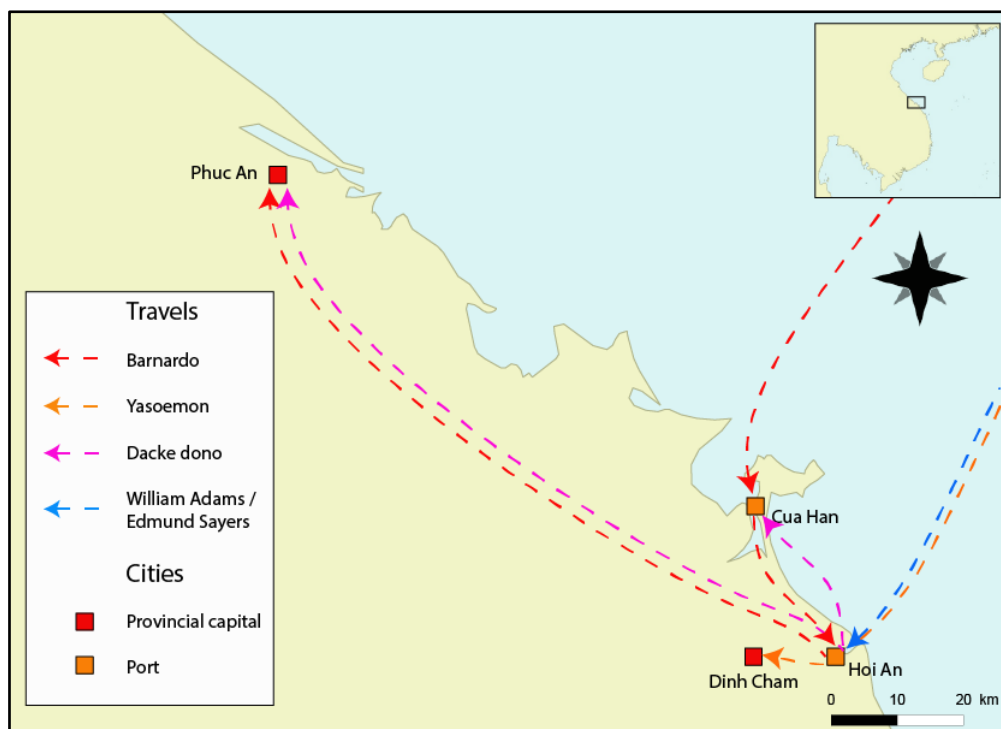 Phuc An
Travels
Barnardo
Yasoemon
Dacke dono
William Adams /
Edmund Sayers
Cities
Provincial capital
Port
Cua Han
Dinh Cham
Hoi An
0 10 20 km